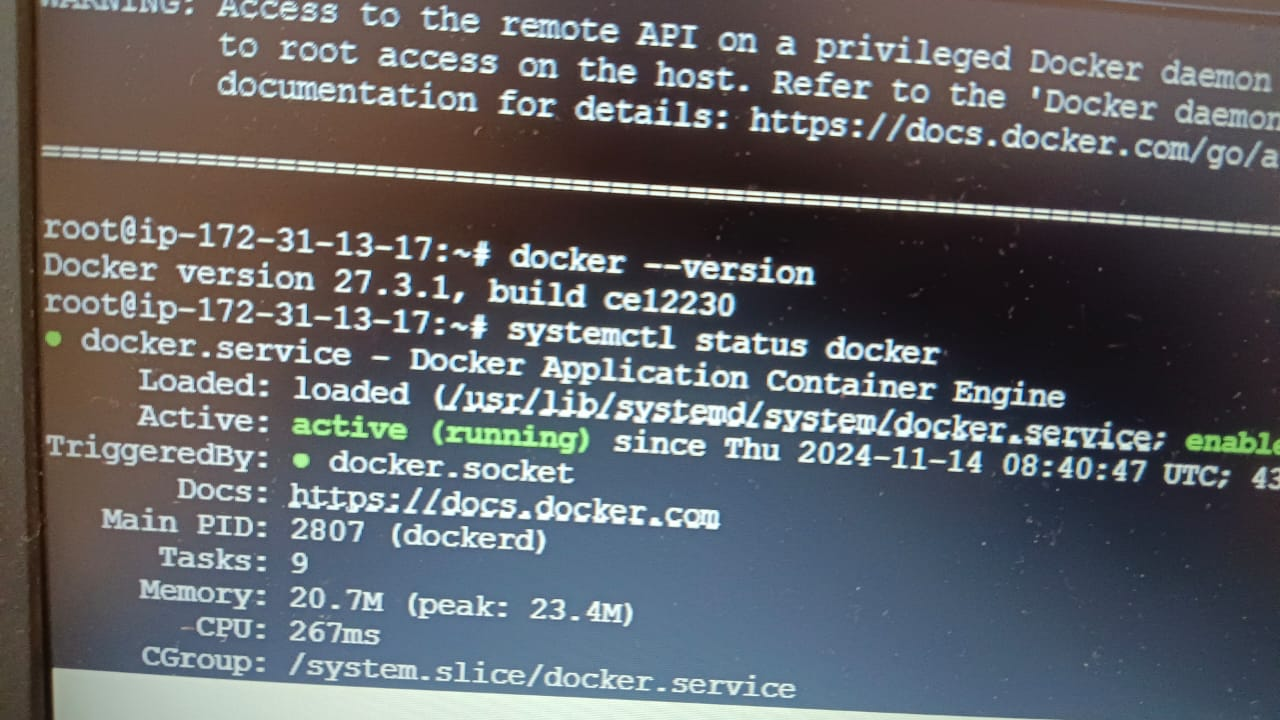 WARNING: Access to the remote API on a privileged Docker daemon
to root access on the host. Refer to the 'Docker daemon
documentation for details: https://docs.docker.com/go/a
================================================================
root@ip-172-31-13-17:~# docker --version
Docker version 27.3.1, build ce12230
root@ip-172-31-13-17:~# systemctl status docker
● docker.service - Docker Application Container Engine
Loaded: loaded (/usr/lib/systemd/system/docker.service; enable
Active: active (running) since Thu 2024-11-14 08:40:47 UTC; 43
TriggeredBy: ● docker.socket
Docs: https://docs.docker.com
Main PID: 2807 (dockerd)
Tasks: 9
Memory: 20.7M (peak: 23.4M)
CPU: 267ms
CGroup: /system.slice/docker.service